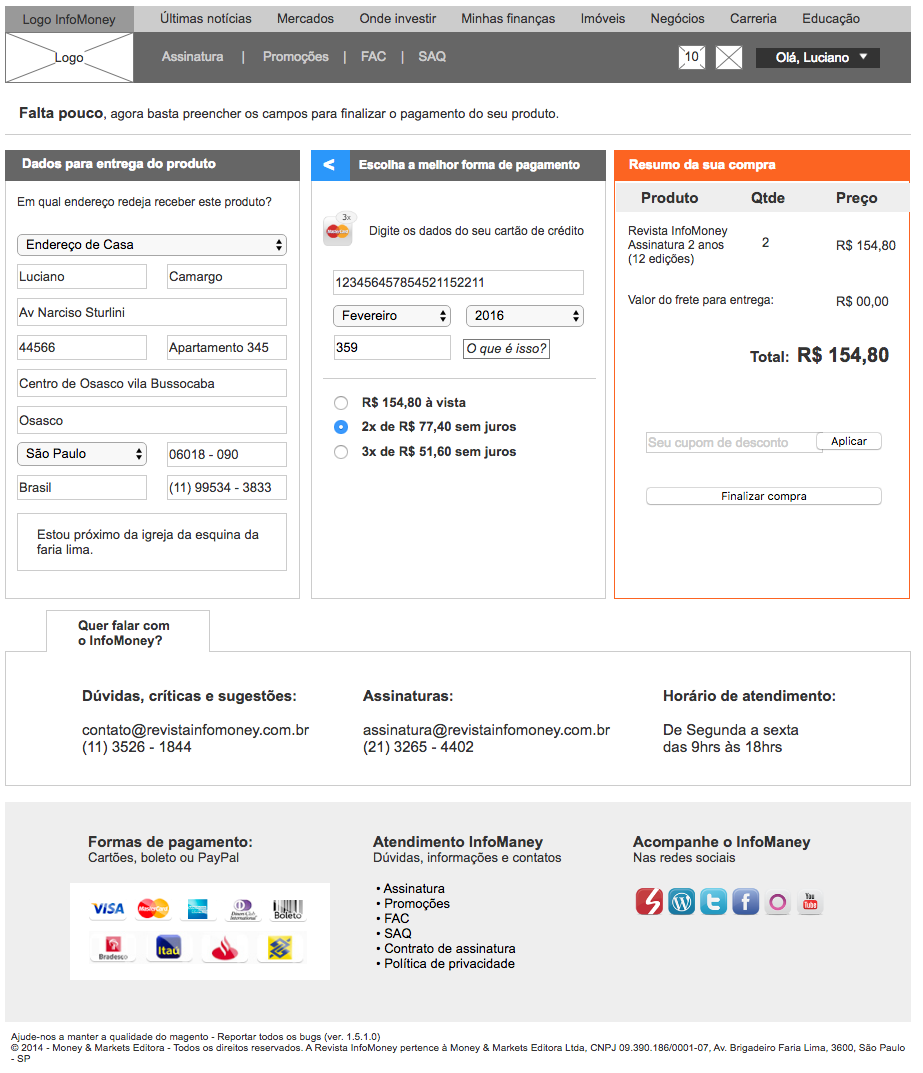 Logo InfoMoney Últimas notícias Mercados Onde investir Minhas finanças Imóveis Negócios Carreria Educação
Logo Assinatura | Promoções | FAC | SAQ 10 Olá, Luciano
Falta pouco, agora basta preencher os campos para finalizar o pagamento do seu produto.
Dados para entrega do produto
Em qual endereço redeja receber este produto?
Endereço de Casa
Luciano Camargo
Av Narciso Sturlini
44566 Apartamento 345
Centro de Osasco vila Bussocaba
Osasco
São Paulo 06018 - 090
Brasil (11) 99534 - 3833
Estou próximo da igreja da esquina da
faria lima.
< Escolha a melhor forma de pagamento
3x
MasterCard
Digite os dados do seu cartão de crédito
123456457854521152211
Fevereiro 2016
359 O que é isso?
R$ 154,80 à vista
2x de R$ 77,40 sem juros
3x de R$ 51,60 sem juros
Resumo da sua compra
Produto Qtde Preço
Revista InfoMoney
Assinatura 2 anos
(12 edições)
2
R$ 154,80
Valor do frete para entrega: R$ 00,00
Total: R$ 154,80
Seu cupom de desconto Aplicar
Finalizar compra
Quer falar com
o InfoMoney?
Dúvidas, críticas e sugestões:
contato@revistainfomoney.com.br
(11) 3526 - 1844
Assinaturas:
assinatura@revistainfomoney.com.br
(21) 3265 - 4402
Horário de atendimento:
De Segunda a sexta
das 9hrs às 18hrs
Formas de pagamento:
Cartões, boleto ou PayPal
VISA MasterCard Diners Club International Boleto
Bradesco Itaú
Atendimento InfoManey
Dúvidas, informações e contatos
• Assinatura
• Promoções
• FAC
• SAQ
• Contrato de assinatura
• Política de privacidade
Acompanhe o InfoManey
Nas redes sociais
You Tube
Ajude-nos a manter a qualidade do magento - Reportar todos os bugs (ver. 1.5.1.0)
© 2014 - Money & Markets Editora - Todos os direitos reservados. A Revista InfoMoney pertence à Money & Markets Editora Ltda, CNPJ 09.390.186/0001-07, Av. Brigadeiro Faria Lima, 3600, São Paulo
- SP